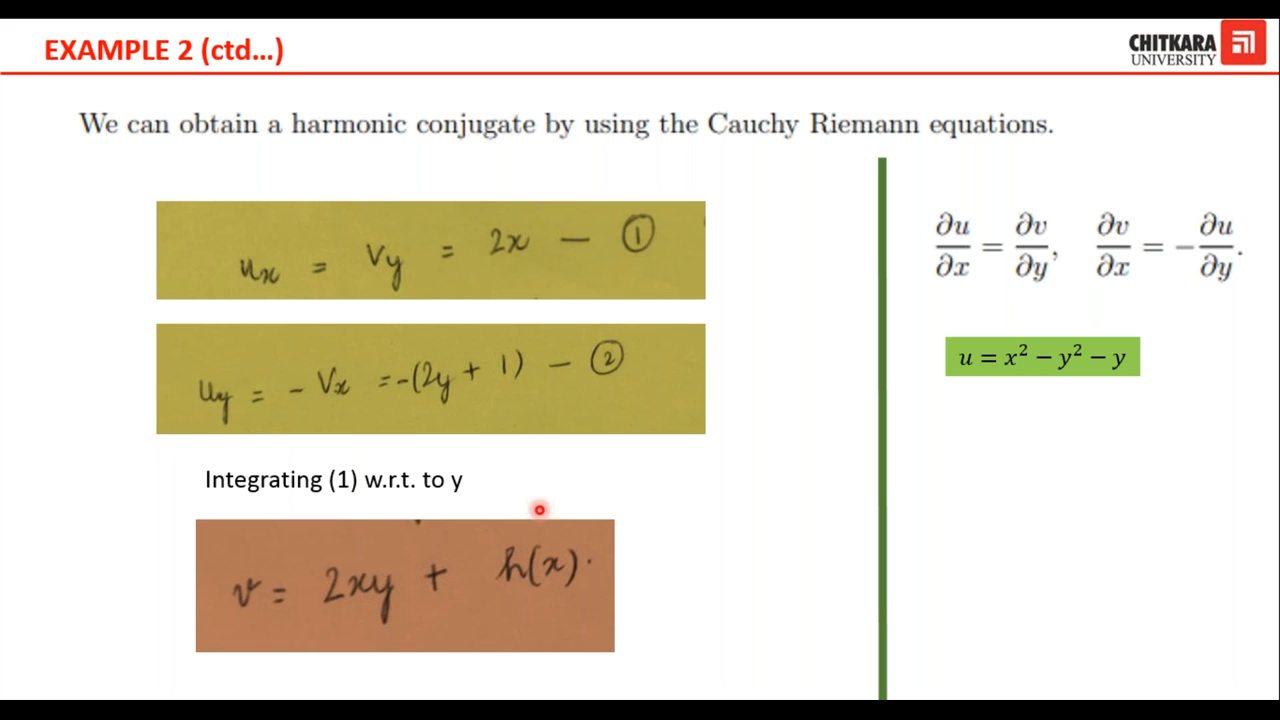 EXAMPLE 2 (ctd…)
CHITKARA
UNIVERSITY
We can obtain a harmonic conjugate by using the Cauchy Riemann equations.
uₓ = Vy = 2x — ①
uy = - Vₓ = -(2y + 1) — ②
Integrating (1) w.r.t. to y
v = 2xy + h(x).
∂u/∂x = ∂v/∂y, ∂v/∂x = −∂u/∂y.
u = x² − y² − y